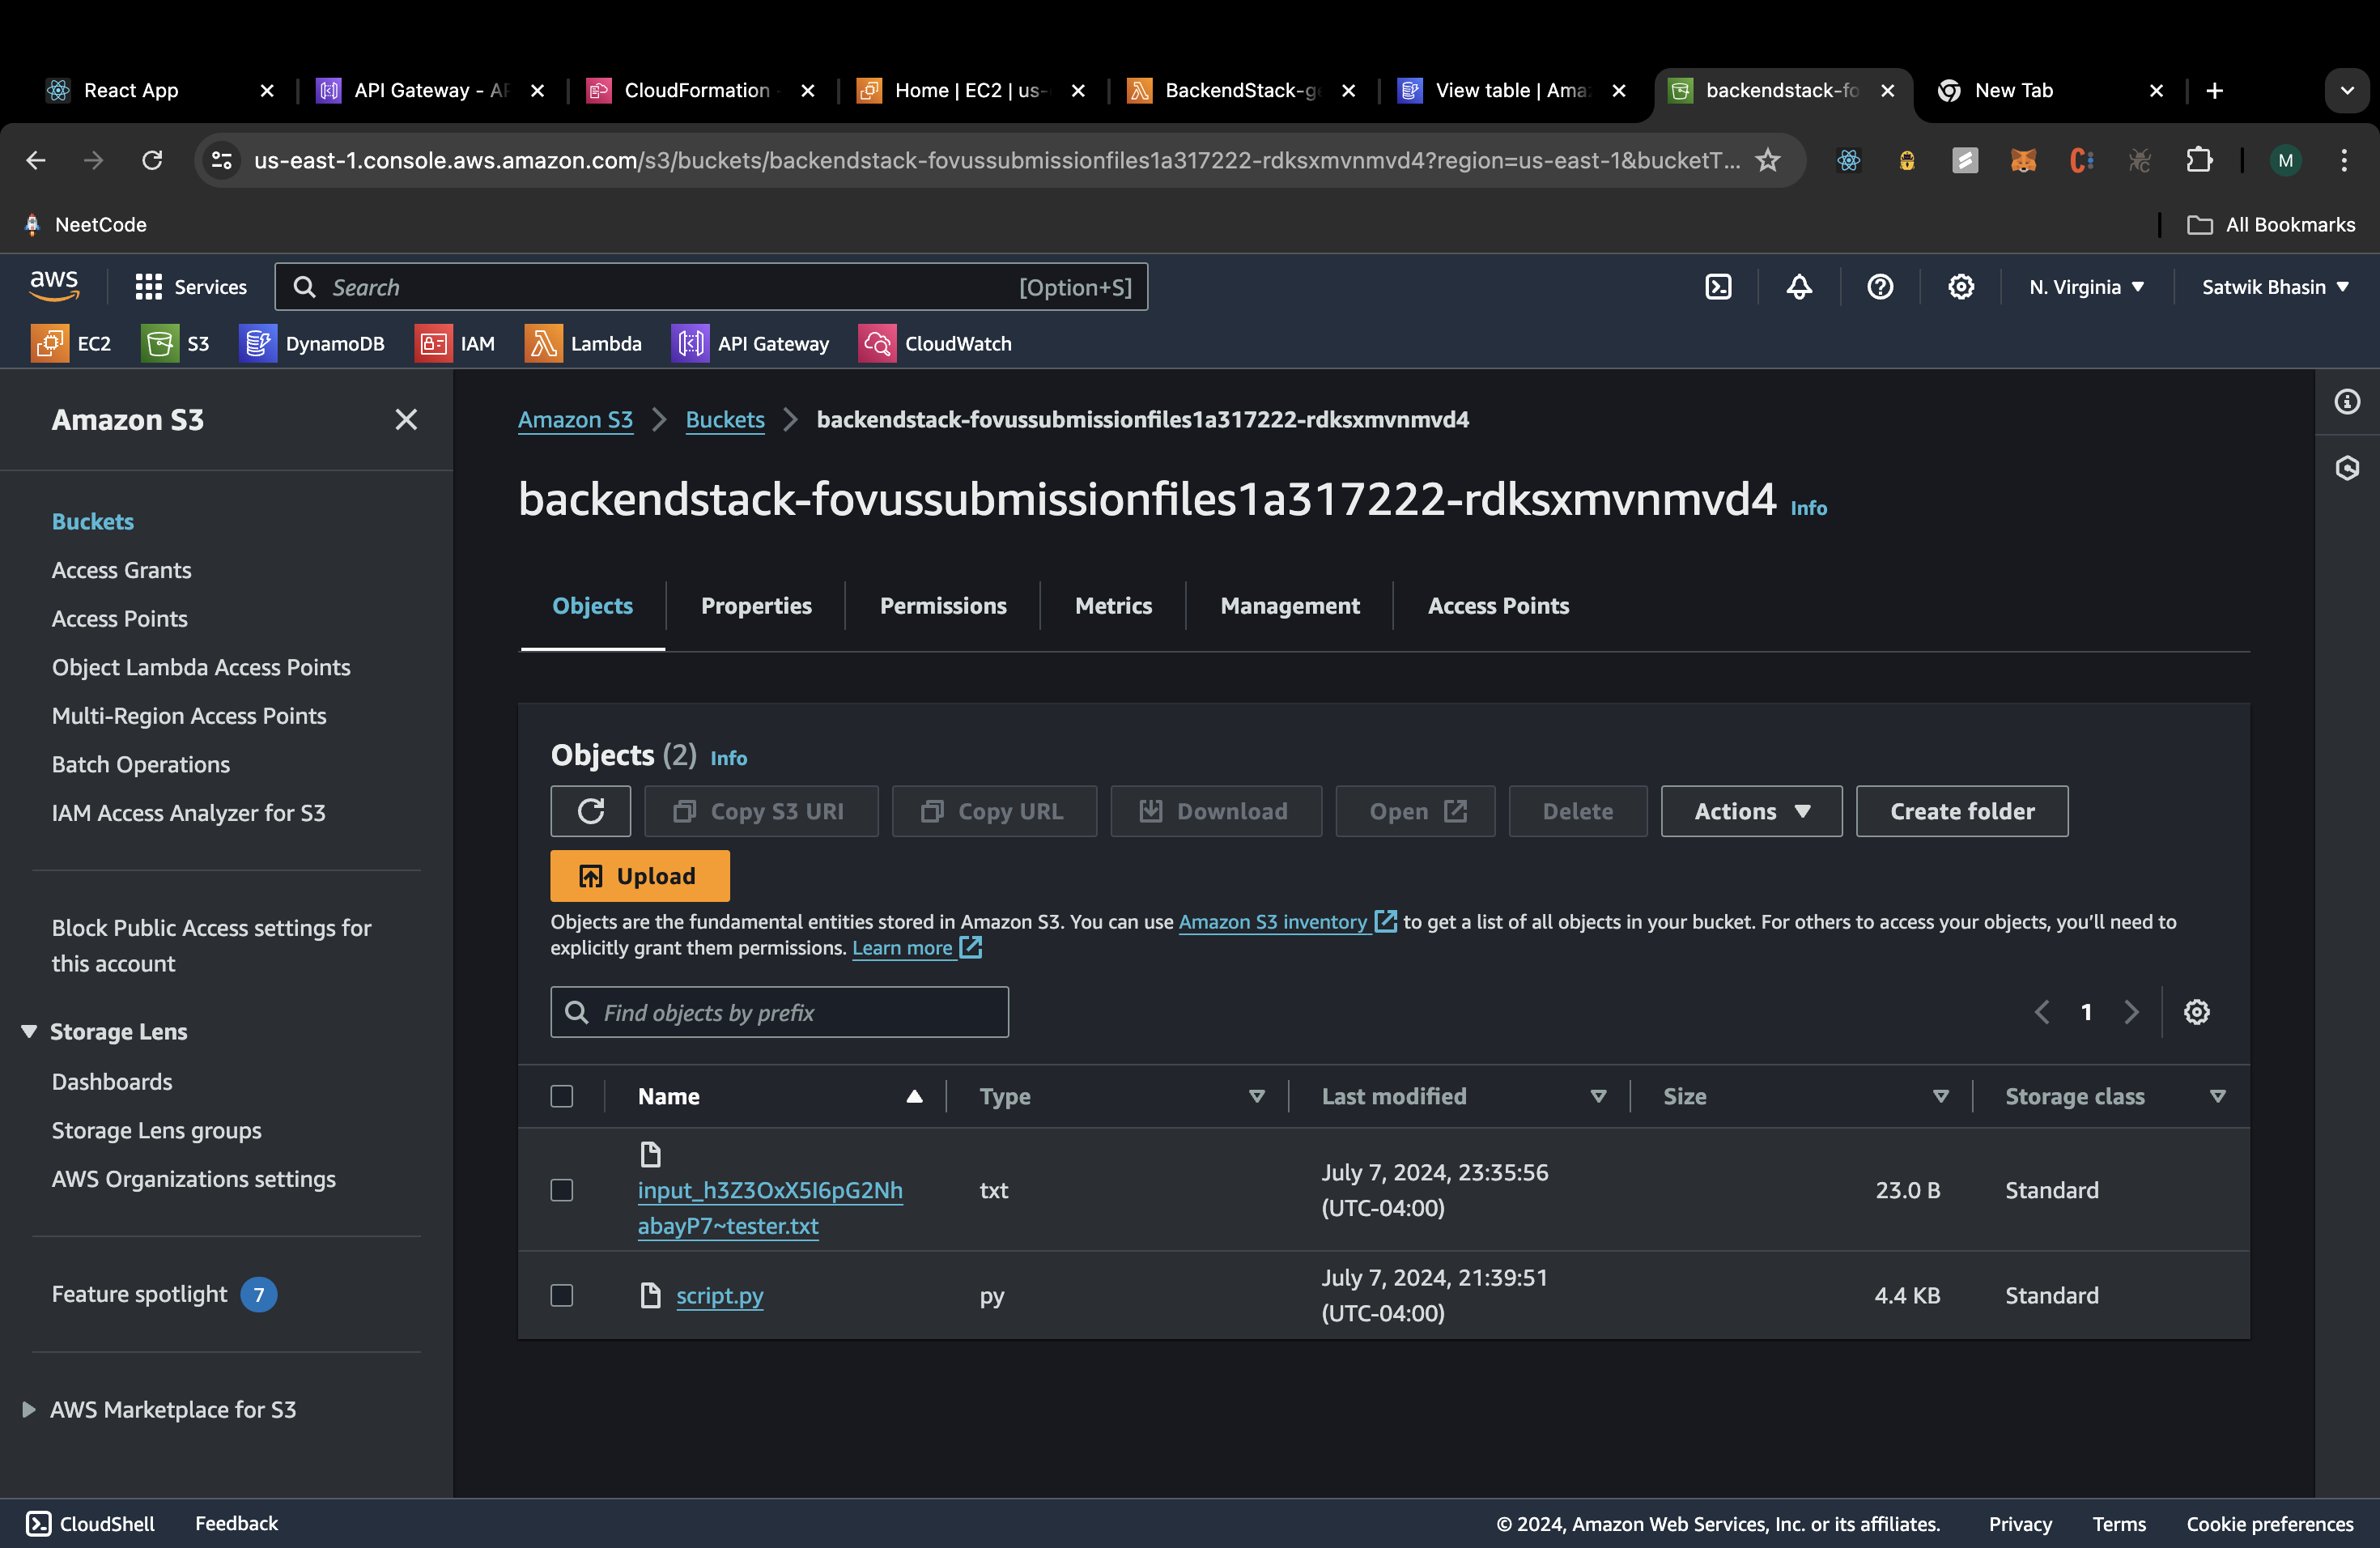 React App
API Gateway - AP
CloudFormation -
Home | EC2 | us-
BackendStack-ge
View table | Amaz
backendstack-fo
New Tab
us-east-1.console.aws.amazon.com/s3/buckets/backendstack-fovussubmissionfiles1a317222-rdksxmvnmvd4?region=us-east-1&bucketT...
M
NeetCode
All Bookmarks
aws
Services
Search
[Option+S]
N. Virginia
Satwik Bhasin
EC2
S3
DynamoDB
IAM
Lambda
API Gateway
CloudWatch
Amazon S3
Buckets
Access Grants
Access Points
Object Lambda Access Points
Multi-Region Access Points
Batch Operations
IAM Access Analyzer for S3
Block Public Access settings for
this account
Storage Lens
Dashboards
Storage Lens groups
AWS Organizations settings
Feature spotlight 7
AWS Marketplace for S3
Amazon S3 > Buckets > backendstack-fovussubmissionfiles1a317222-rdksxmvnmvd4
backendstack-fovussubmissionfiles1a317222-rdksxmvnmvd4 Info
Objects
Properties
Permissions
Metrics
Management
Access Points
Objects (2) Info
Copy S3 URI
Copy URL
Download
Open
Delete
Actions
Create folder
Upload
Objects are the fundamental entities stored in Amazon S3. You can use Amazon S3 inventory to get a list of all objects in your bucket. For others to access your objects, you’ll need to
explicitly grant them permissions. Learn more
Find objects by prefix
1
Name
Type
Last modified
Size
Storage class
input_h3Z3OxX5I6pG2Nh
abayP7~tester.txt
txt
July 7, 2024, 23:35:56
(UTC-04:00)
23.0 B
Standard
script.py
py
July 7, 2024, 21:39:51
(UTC-04:00)
4.4 KB
Standard
CloudShell
Feedback
© 2024, Amazon Web Services, Inc. or its affiliates.
Privacy
Terms
Cookie preferences